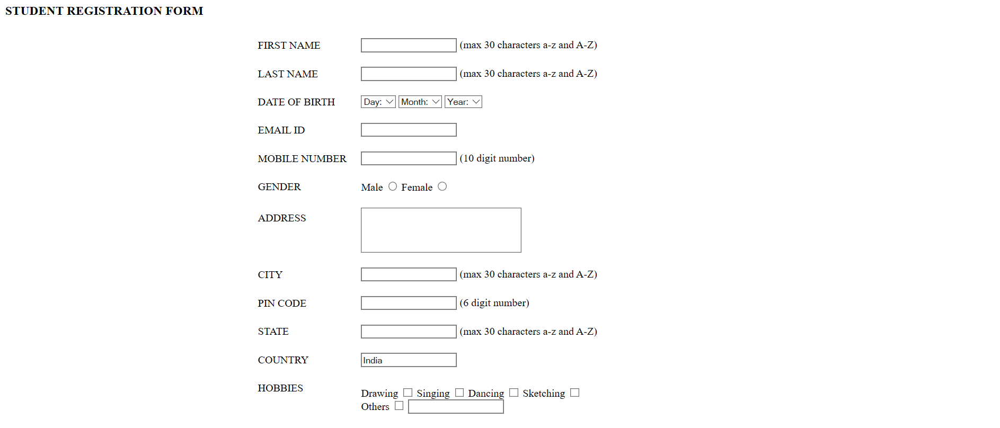 STUDENT REGISTRATION FORM
FIRST NAME (max 30 characters a-z and A-Z)
LAST NAME (max 30 characters a-z and A-Z)
DATE OF BIRTH Day: Month: Year:
EMAIL ID
MOBILE NUMBER (10 digit number)
GENDER Male Female
ADDRESS
CITY (max 30 characters a-z and A-Z)
PIN CODE (6 digit number)
STATE (max 30 characters a-z and A-Z)
COUNTRY India
HOBBIES Drawing Singing Dancing Sketching
Others